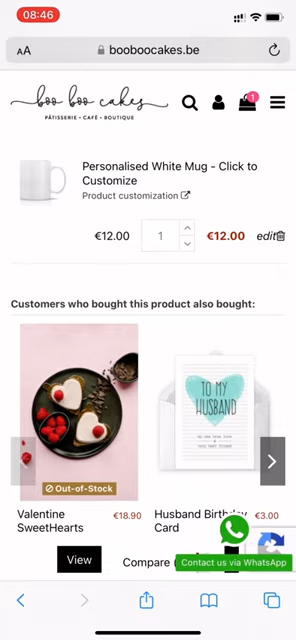 08:46
AA
booboocakes.be
boo boo cakes
PÂTISSERIE • CAFÉ • BOUTIQUE
1
Personalised White Mug - Click to
Customize
Product customization
€12.00
1
€12.00
edit
Customers who bought this product also bought:
TO MY
HUSBAND
Out-of-Stock
Valentine
SweetHearts
€18.90
Husband Birthday
Card
€3.00
View
Compare (
Contact us via WhatsApp